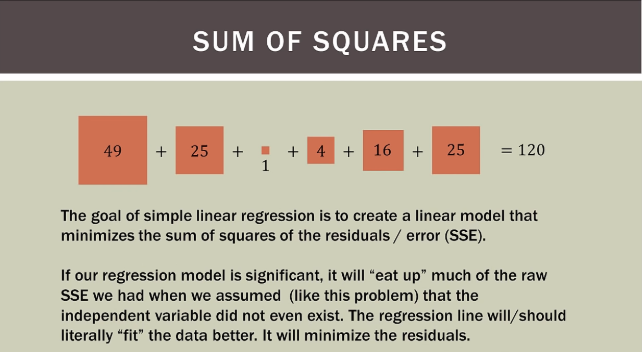 SUM OF SQUARES
49 + 25 + 1 + 4 + 16 + 25 = 120
The goal of simple linear regression is to create a linear model that
minimizes the sum of squares of the residuals / error (SSE).
If our regression model is significant, it will “eat up” much of the raw
SSE we had when we assumed (like this problem) that the
independent variable did not even exist. The regression line will/should
literally “fit” the data better. It will minimize the residuals.